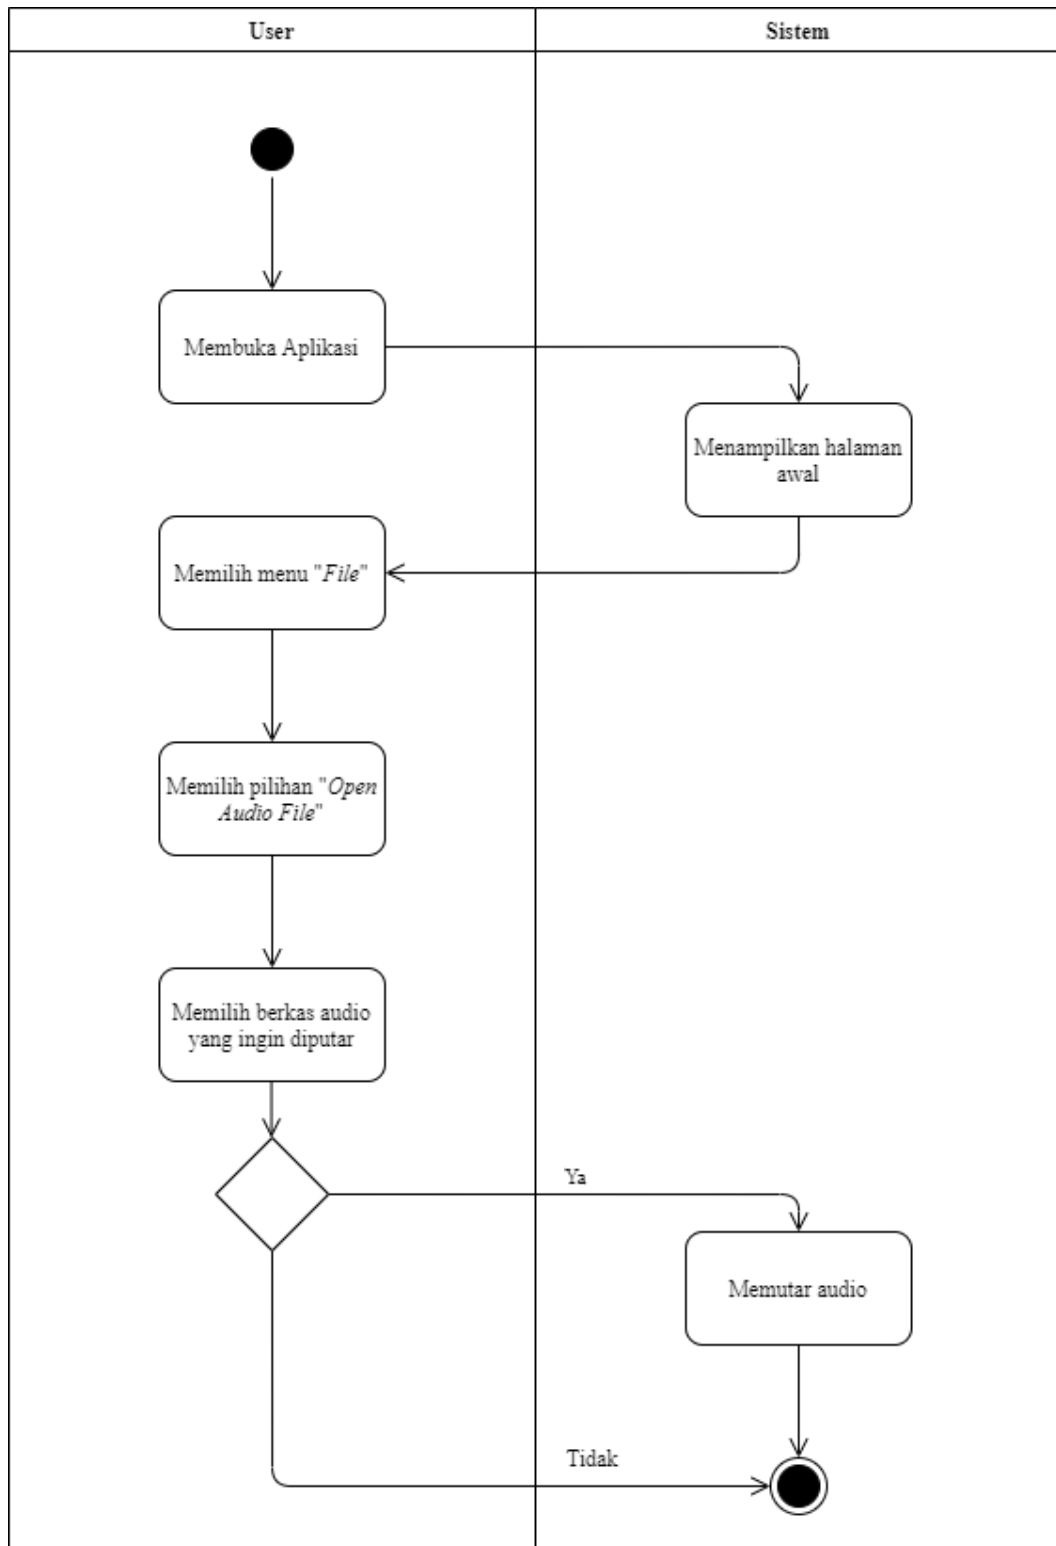 User
Sistem
Membuka Aplikasi
Menampilkan halaman
awal
Memilih menu "File"
Memilih pilihan "Open
Audio File"
Memilih berkas audio
yang ingin diputar
Ya
Memutar audio
Tidak